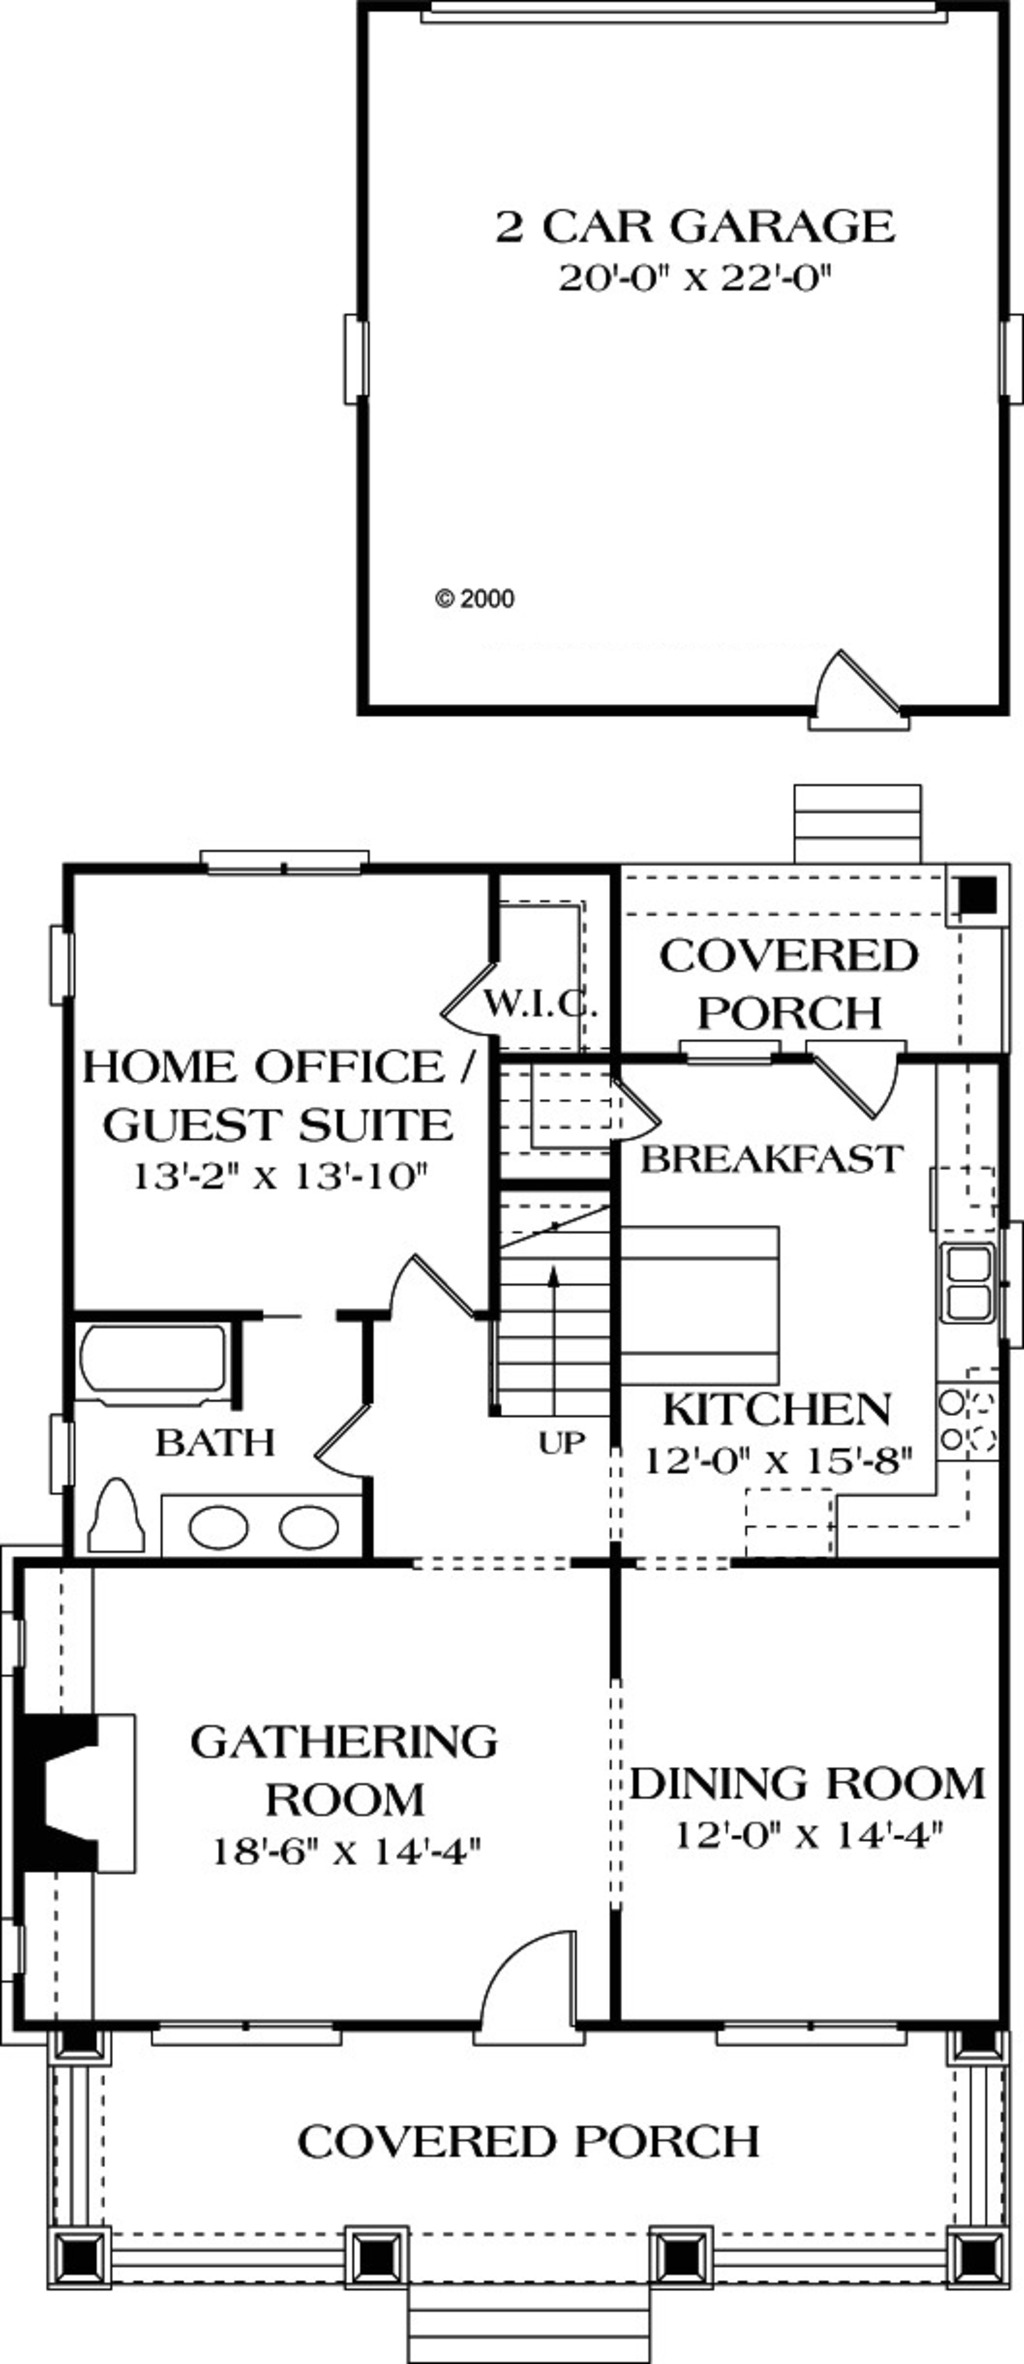 2 CAR GARAGE
20'-0" X 22'-0"
© 2000
COVERED
PORCH
W.I.C.
HOME OFFICE /
GUEST SUITE
13'-2" X 13'-10"
BREAKFAST
KITCHEN
12'-0" X 15'-8"
UP
BATH
GATHERING
ROOM
18'-6" X 14'-4"
DINING ROOM
12'-0" X 14'-4"
COVERED PORCH